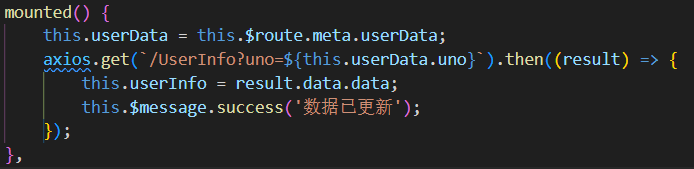 mounted() {
    this.userData = this.$route.meta.userData;
    axios.get(`/UserInfo?uno=${this.userData.uno}`).then((result) => {
        this.userInfo = result.data.data;
        this.$message.success('数据已更新');
    });
},